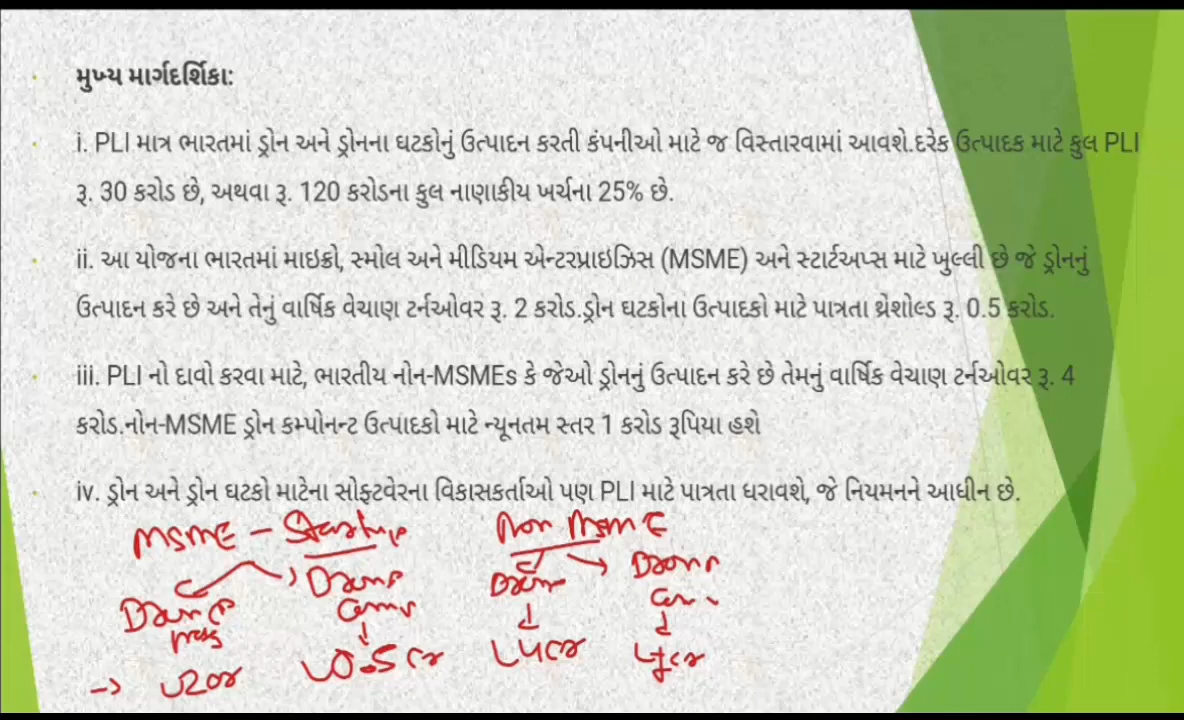 મુખ્ય માર્ગદર્શિકા:
i. PLI માત્ર ભારતમાં ડ્રોન અને ડ્રોનના ઘટકોનું ઉત્પાદન કરતી કંપનીઓ માટે જ વિસ્તારવામાં આવશે.દરેક ઉત્પાદક માટે કુલ PLI
રૂ. 30 કરોડ છે, અથવા રૂ. 120 કરોડના કુલ નાણાકીય ખર્ચના 25% છે.
ii. આ યોજના ભારતમાં માઇક્રો, સ્મોલ અને મીડિયમ એન્ટરપ્રાઇઝિસ (MSME) અને સ્ટાર્ટઅપ્સ માટે ખુલ્લી છે જે ડ્રોનનું
ઉત્પાદન કરે છે અને તેનું વાર્ષિક વેચાણ ટર્નઓવર રૂ. 2 કરોડ.ડ્રોન ઘટકોના ઉત્પાદકો માટે પાત્રતા થ્રેશોલ્ડ રૂ. 0.5 કરોડ.
iii. PLI નો દાવો કરવા માટે, ભારતીય નોન-MSMEs કે જેઓ ડ્રોનનું ઉત્પાદન કરે છે તેમનું વાર્ષિક વેચાણ ટર્નઓવર રૂ. 4
કરોડ.નોન-MSME ડ્રોન કમ્પોનન્ટ ઉત્પાદકો માટે ન્યૂનતમ સ્તર 1 કરોડ રૂપિયા હશે
iv. ડ્રોન અને ડ્રોન ઘટકો માટેના સોફ્ટવેરના વિકાસકર્તાઓ પણ PLI માટે પાત્રતા ધરાવશે, જે નિયમનને આધીન છે.
MSME - Startup Non MSME